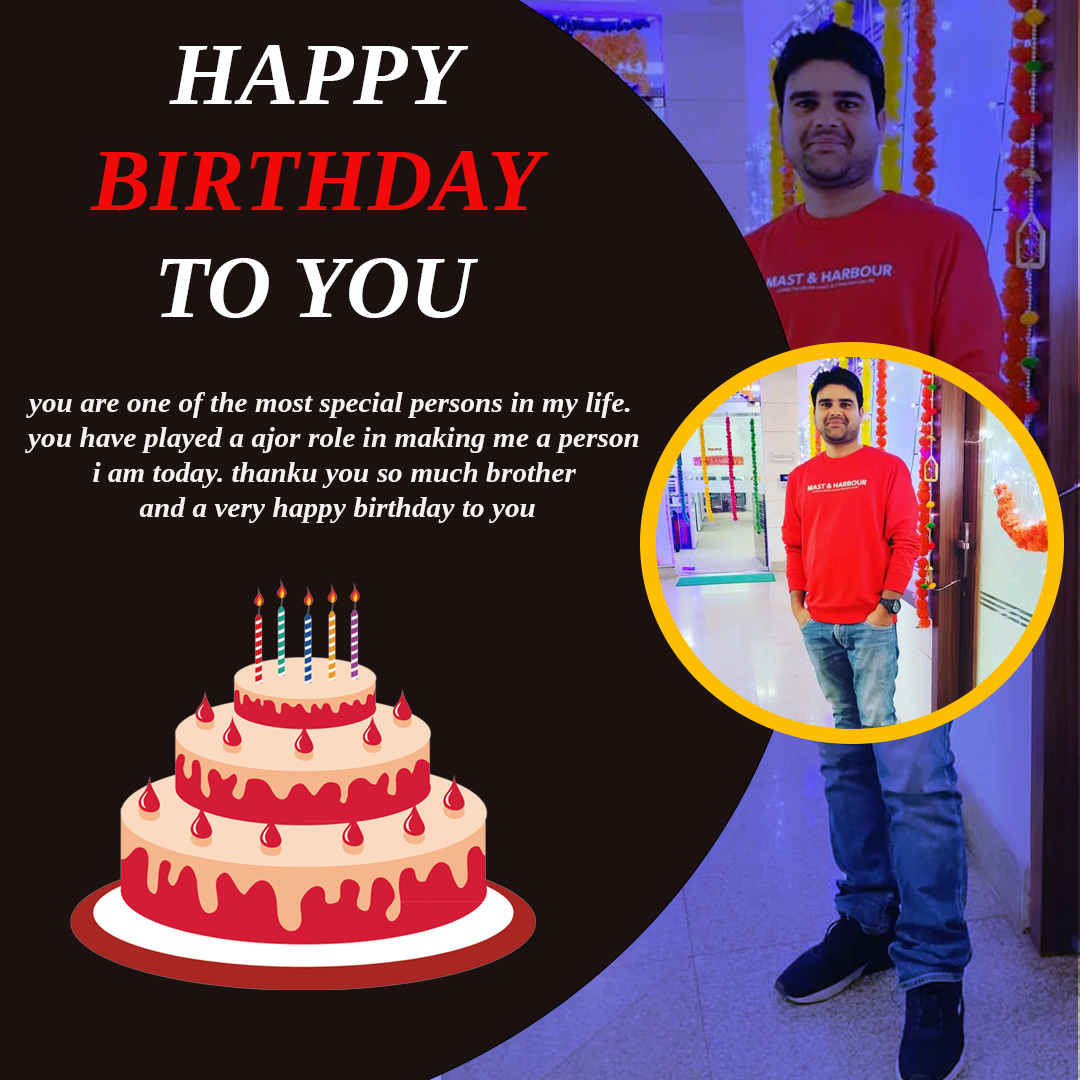 HAPPY
BIRTHDAY
TO YOU
you are one of the most special persons in my life.
you have played a ajor role in making me a person
i am today. thanku you so much brother
and a very happy birthday to you
MAST & HARBOUR
MAST & HARBOUR